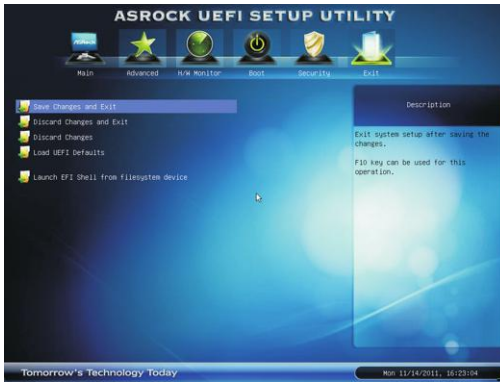 ASROCK UEFI SETUP UTILITY
ASRock
Main
Advanced
H/W Monitor
Boot
Security
Exit
Save Changes and Exit
Discard Changes and Exit
Discard Changes
Load UEFI Defaults
Launch EFI Shell from filesystem device
Description
Exit system setup after saving the
changes.
F10 key can be used for this
operation.
Tomorrow's Technology Today
Mon 11/14/2011, 16:23:04